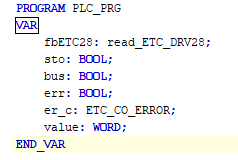 PROGRAM PLC_PRG
VAR
fbETC28: read_ETC_DRV28;
sto: BOOL;
bus: BOOL;
err: BOOL;
er_c: ETC_CO_ERROR;
value: WORD;
END_VAR